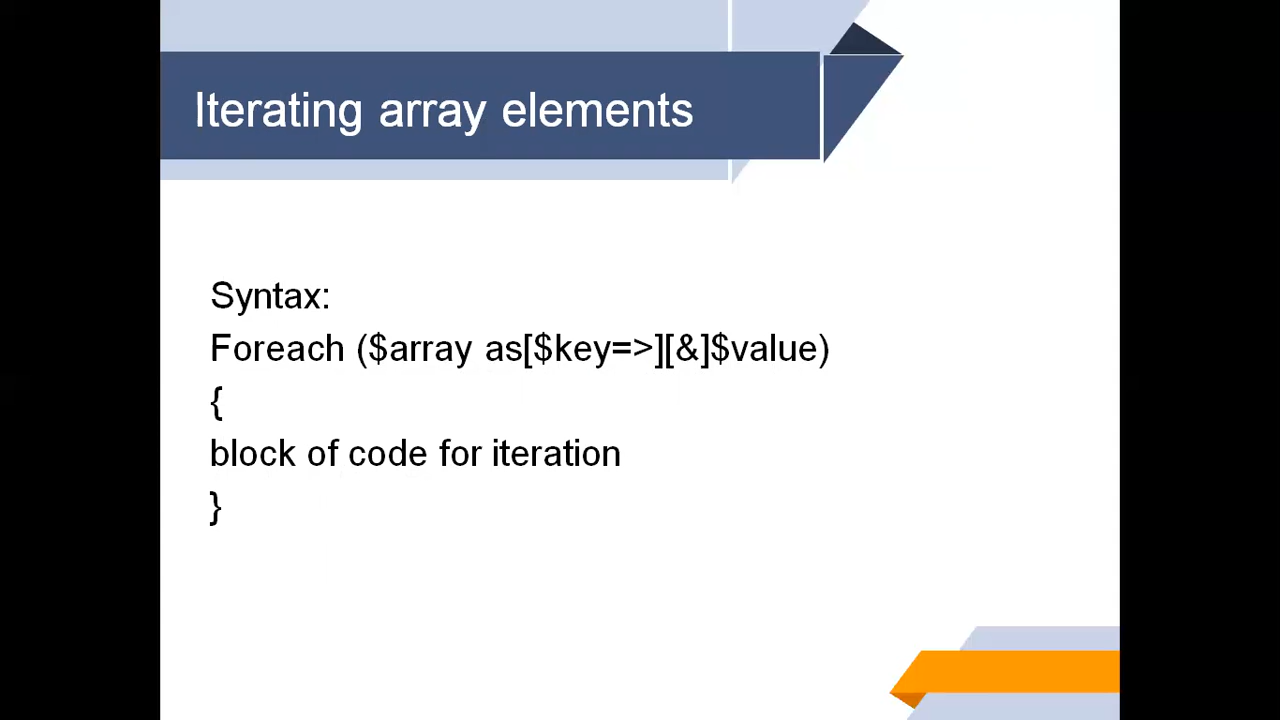 Iterating array elements
Syntax:
Foreach ($array as[$key=>][&]$value)
{
block of code for iteration
}